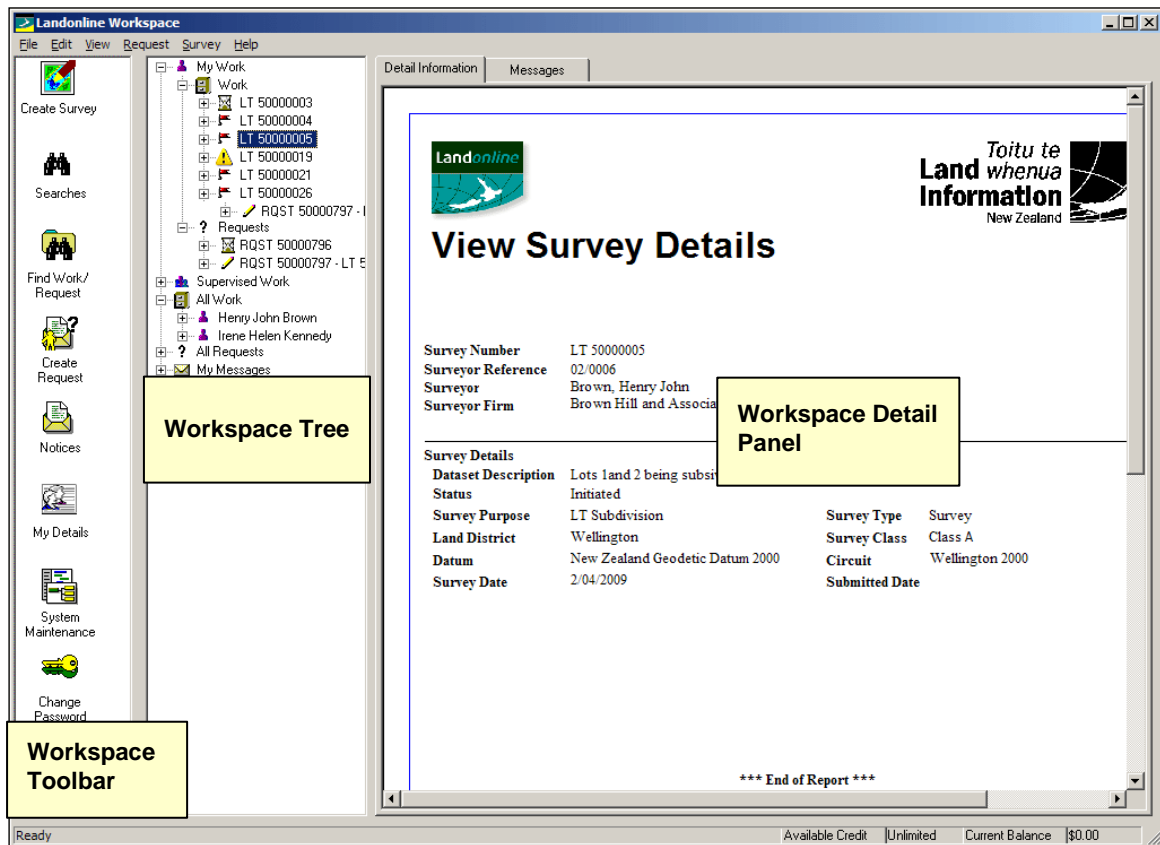 Landonline Workspace
File Edit View Request Survey Help
Create Survey
Searches
Find Work/
Request
Create
Request
Notices
My Details
System
Maintenance
Change
Password
Workspace
Toolbar
My Work
Work
LT 50000003
LT 50000004
LT 50000005
LT 50000019
LT 50000021
LT 50000026
RQST 50000797 - I
? Requests
RQST 50000796
RQST 50000797 - LT 5
Supervised Work
All Work
Henry John Brown
Irene Helen Kennedy
? All Requests
My Messages
Workspace Tree
Detail Information Messages
Landonline
Toitu te
Land whenua
Information
New Zealand
View Survey Details
Survey Number LT 50000005
Surveyor Reference 02/0006
Surveyor Brown, Henry John
Surveyor Firm Brown Hill and Associa
Workspace Detail
Panel
Survey Details
Dataset Description Lots 1and 2 being subsi
Status Initiated
Survey Purpose LT Subdivision Survey Type Survey
Land District Wellington Survey Class Class A
Datum New Zealand Geodetic Datum 2000 Circuit Wellington 2000
Survey Date 2/04/2009 Submitted Date
*** End of Report ***
Ready Available Credit Unlimited Current Balance $0.00